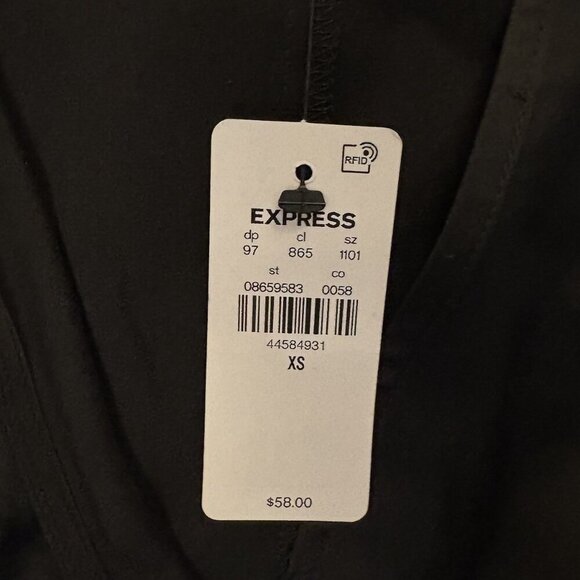 RFID
EXPRESS
dp cl sz
97 865 1101
st co
08659583 0058
44584931
XS
$58.00